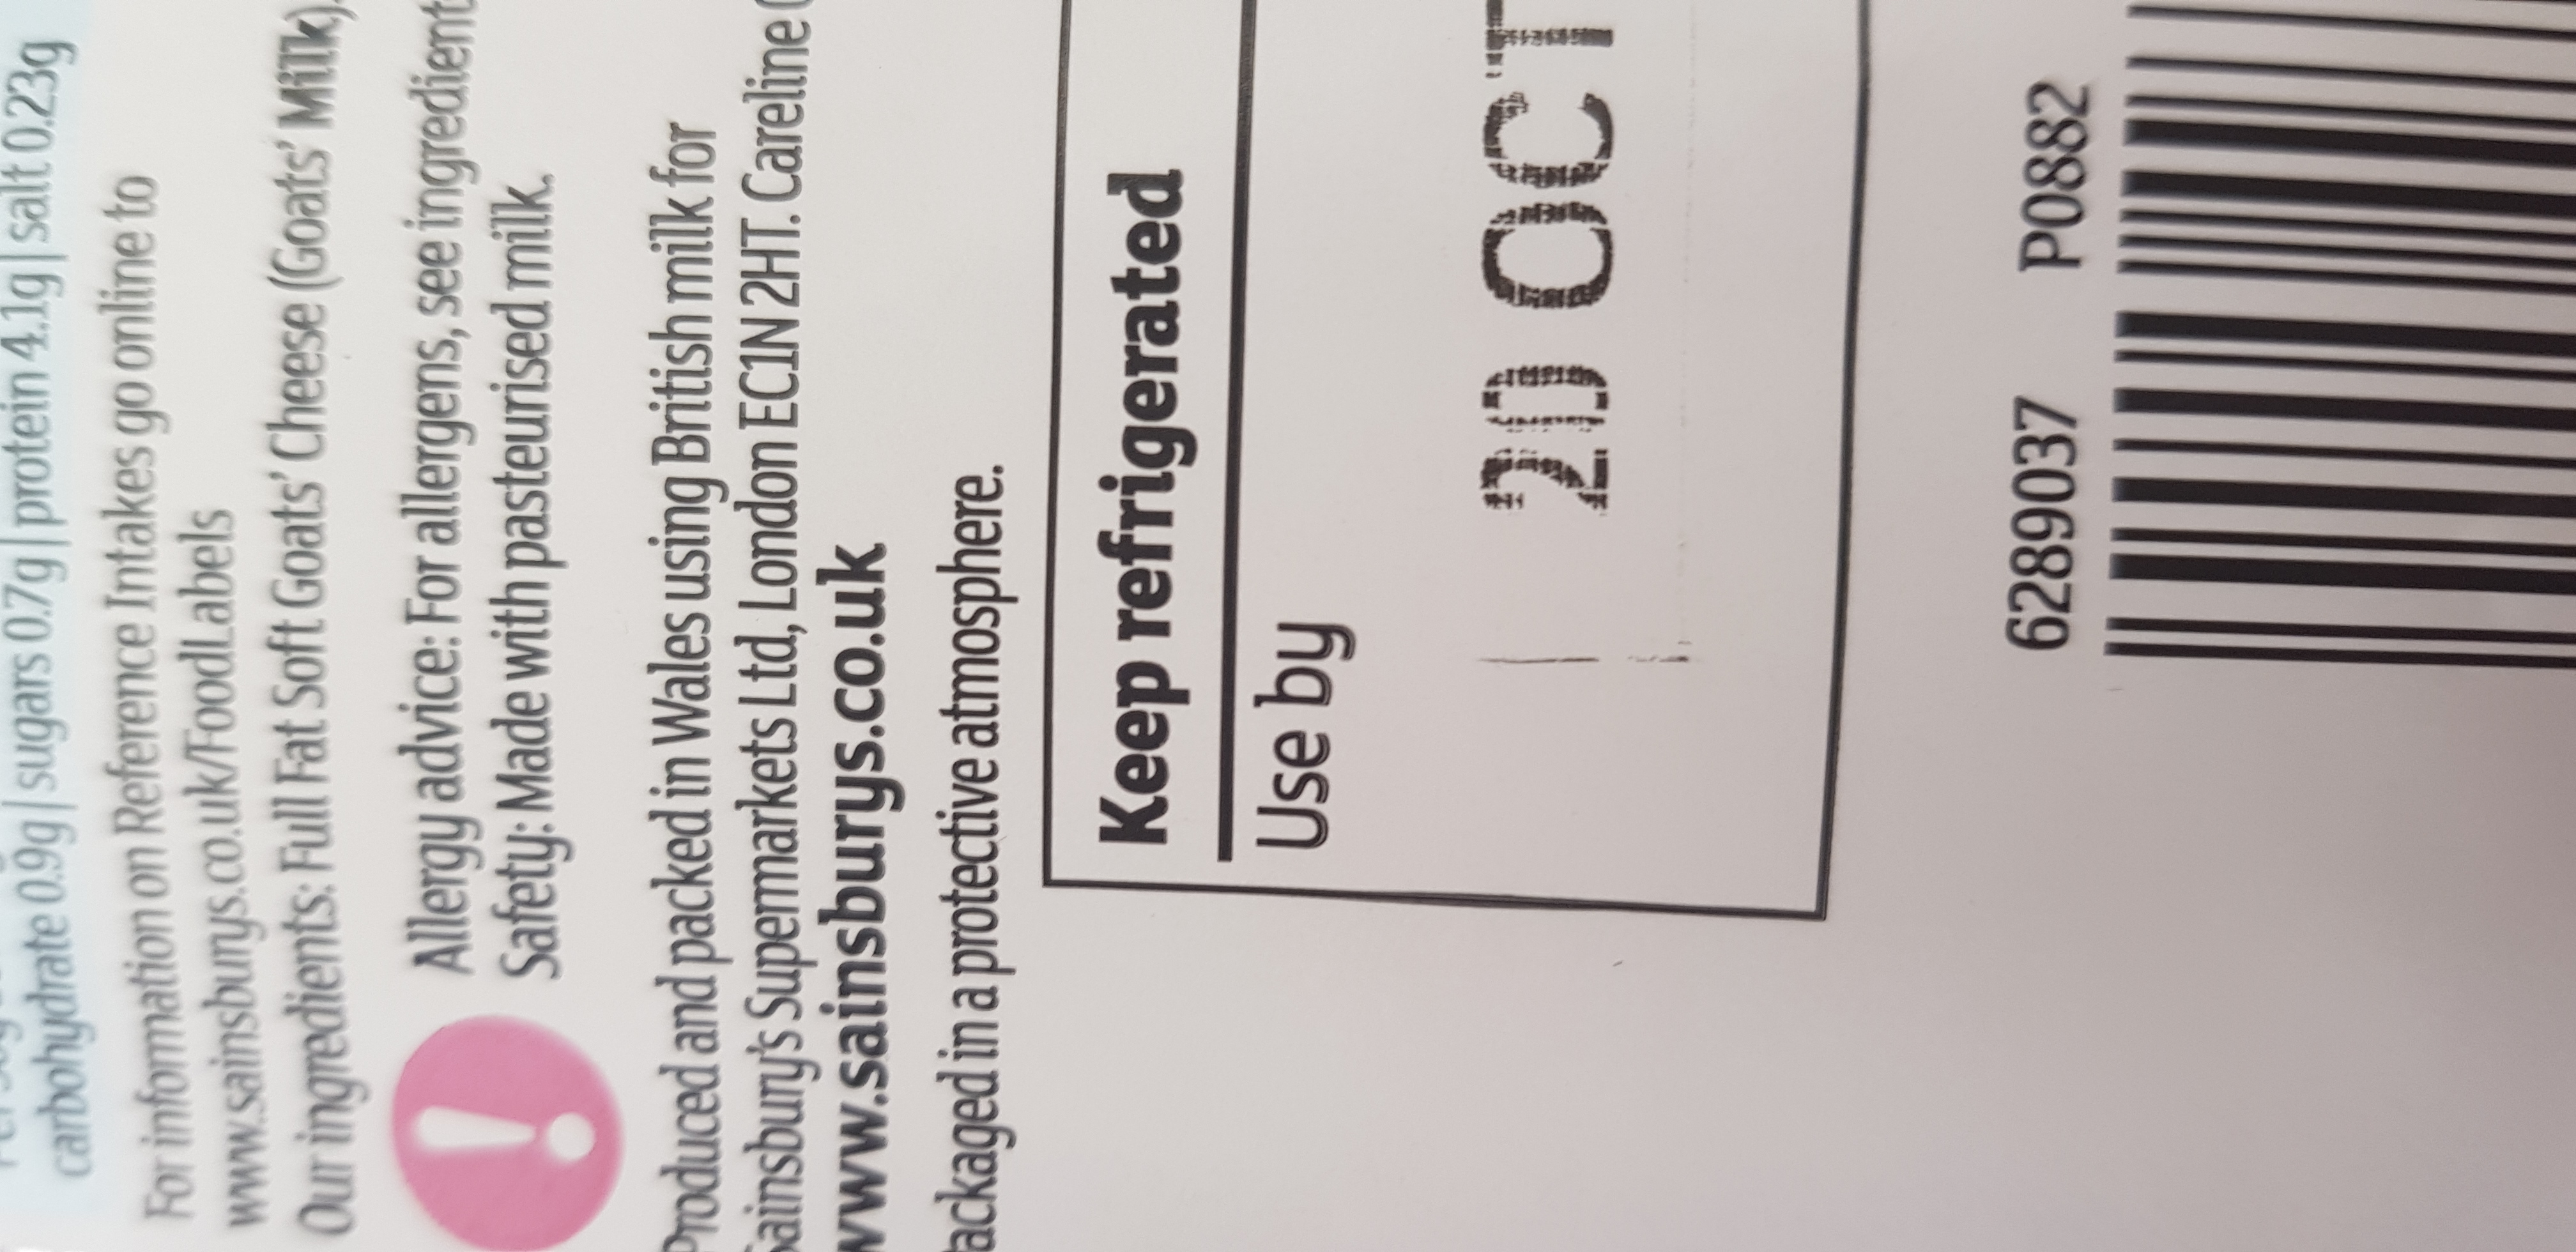 carbohydrate 0.9g | sugars 0.7g | protein 4.1g | salt 0.23g
For information on Reference Intakes go online to
www.sainsburys.co.uk/FoodLabels
Our ingredients: Full Fat Soft Goats' Cheese (Goats' Milk).
Allergy advice: For allergens, see ingredient
Safety: Made with pasteurised milk.
Produced and packed in Wales using British milk for
Sainsbury's Supermarkets Ltd, London EC1N 2HT. Careline
www.sainsburys.co.uk
ackaged in a protective atmosphere.
Keep refrigerated
Use by
20 OCT
6289037 P0882